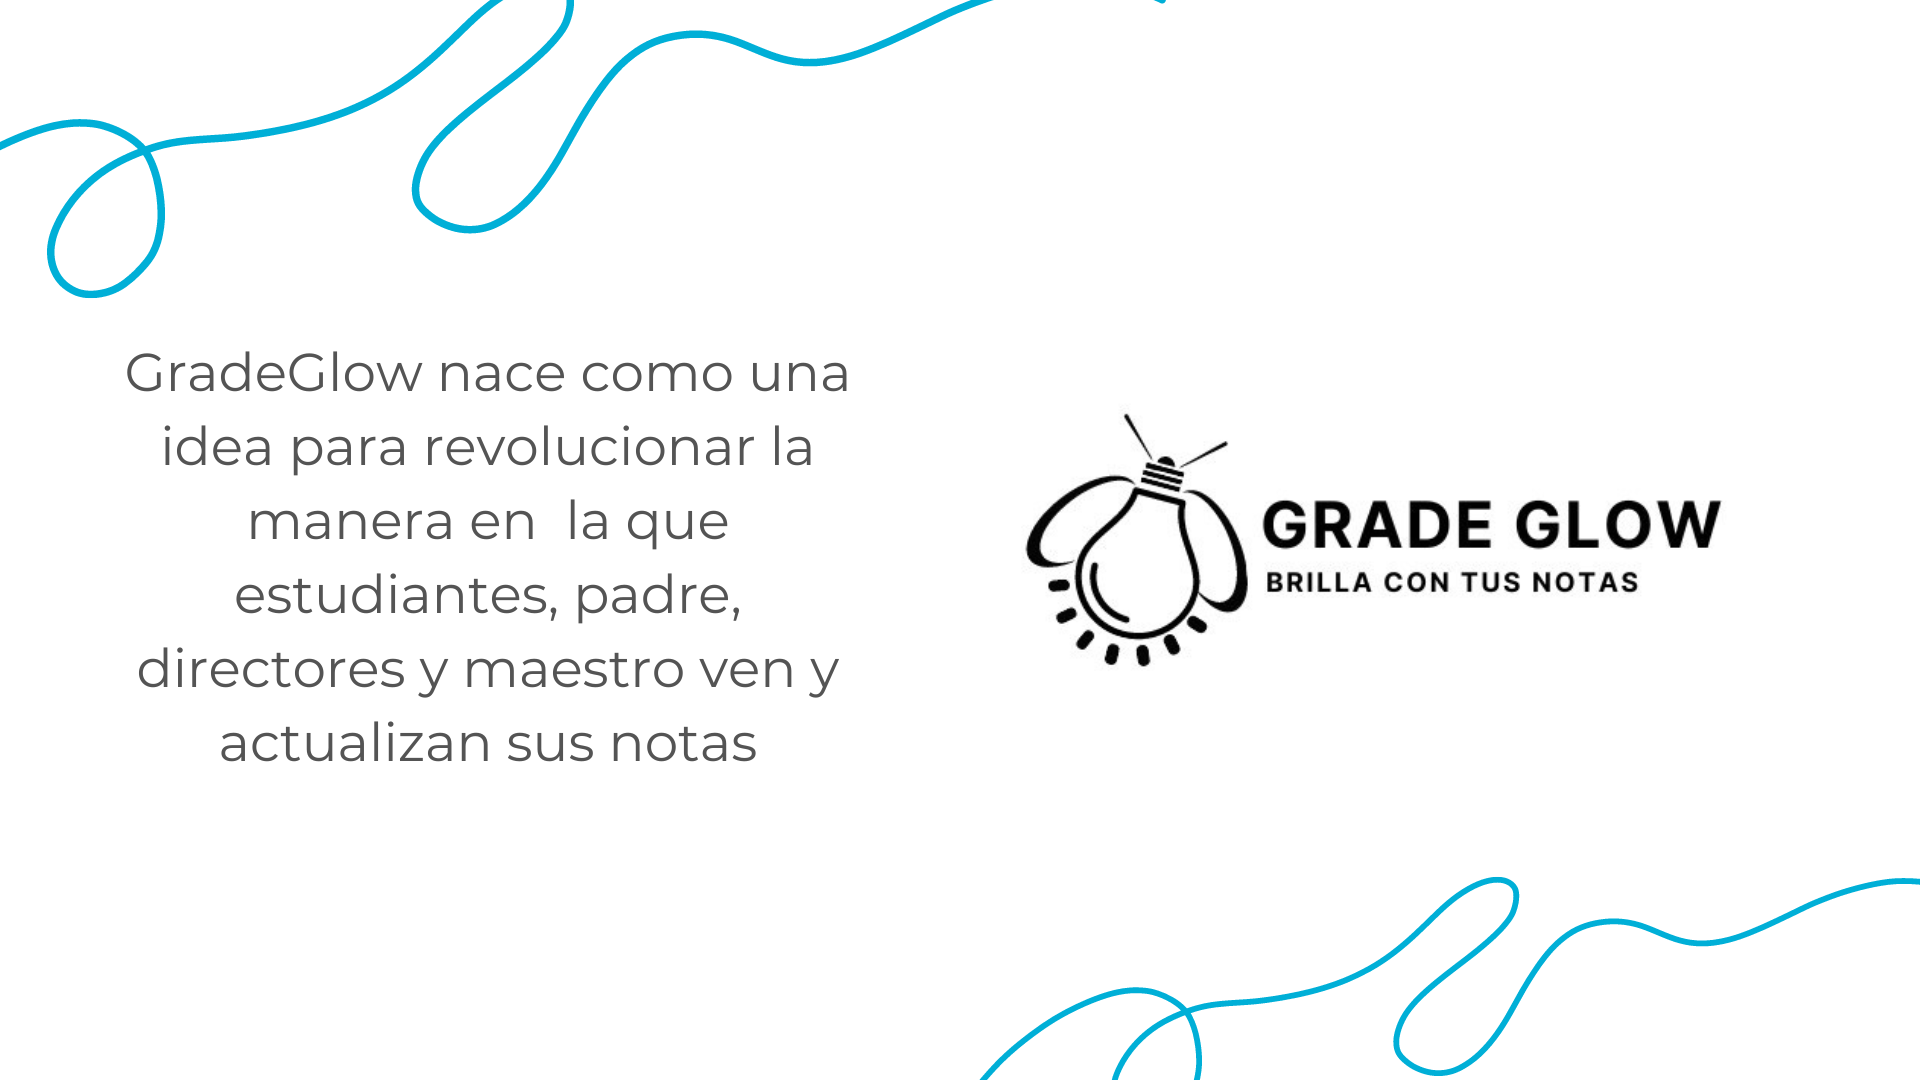 GradeGlow nace como una
idea para revolucionar la
manera en  la que
estudiantes, padre,
directores y maestro ven y
actualizan sus notas
GRADE GLOW
BRILLA CON TUS NOTAS